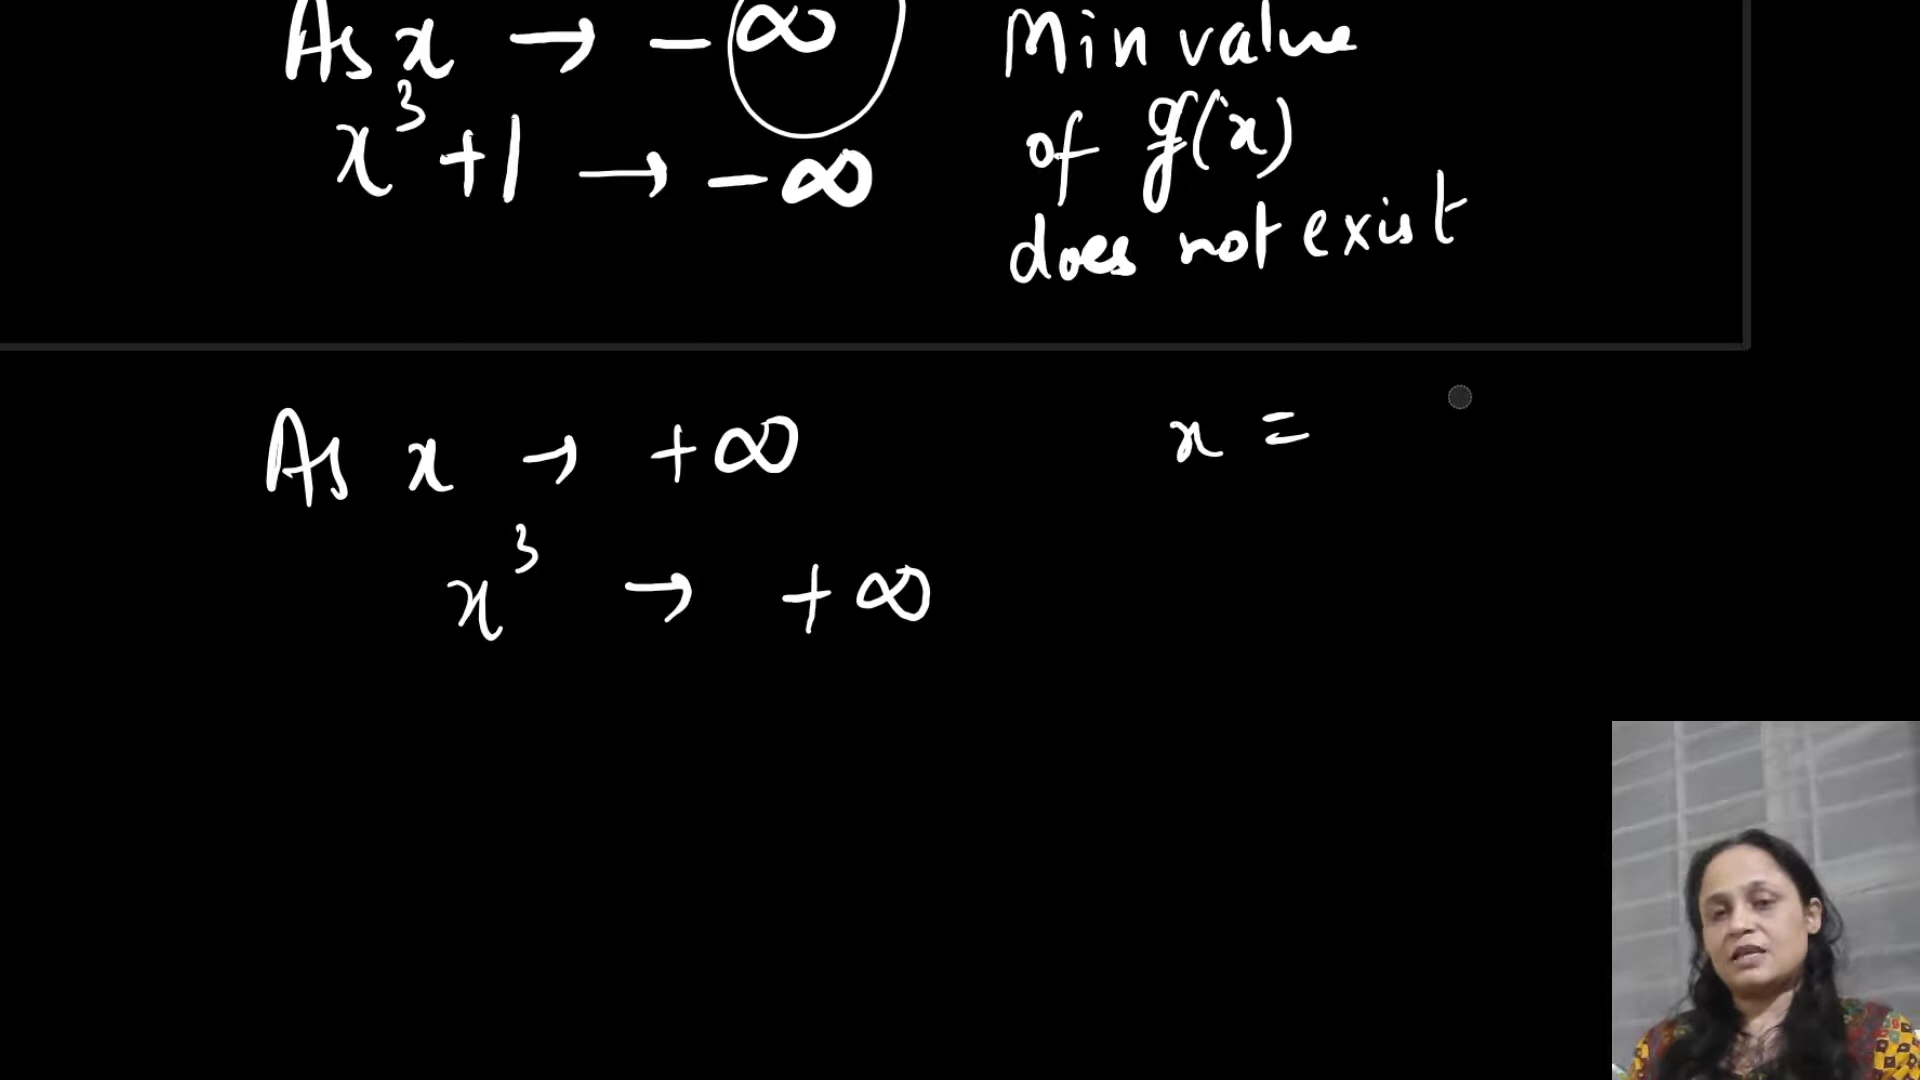 As x → -∞
x³+1 → -∞
Min value
of g(x)
does not exist
As x → +∞
x³ → +∞
x =